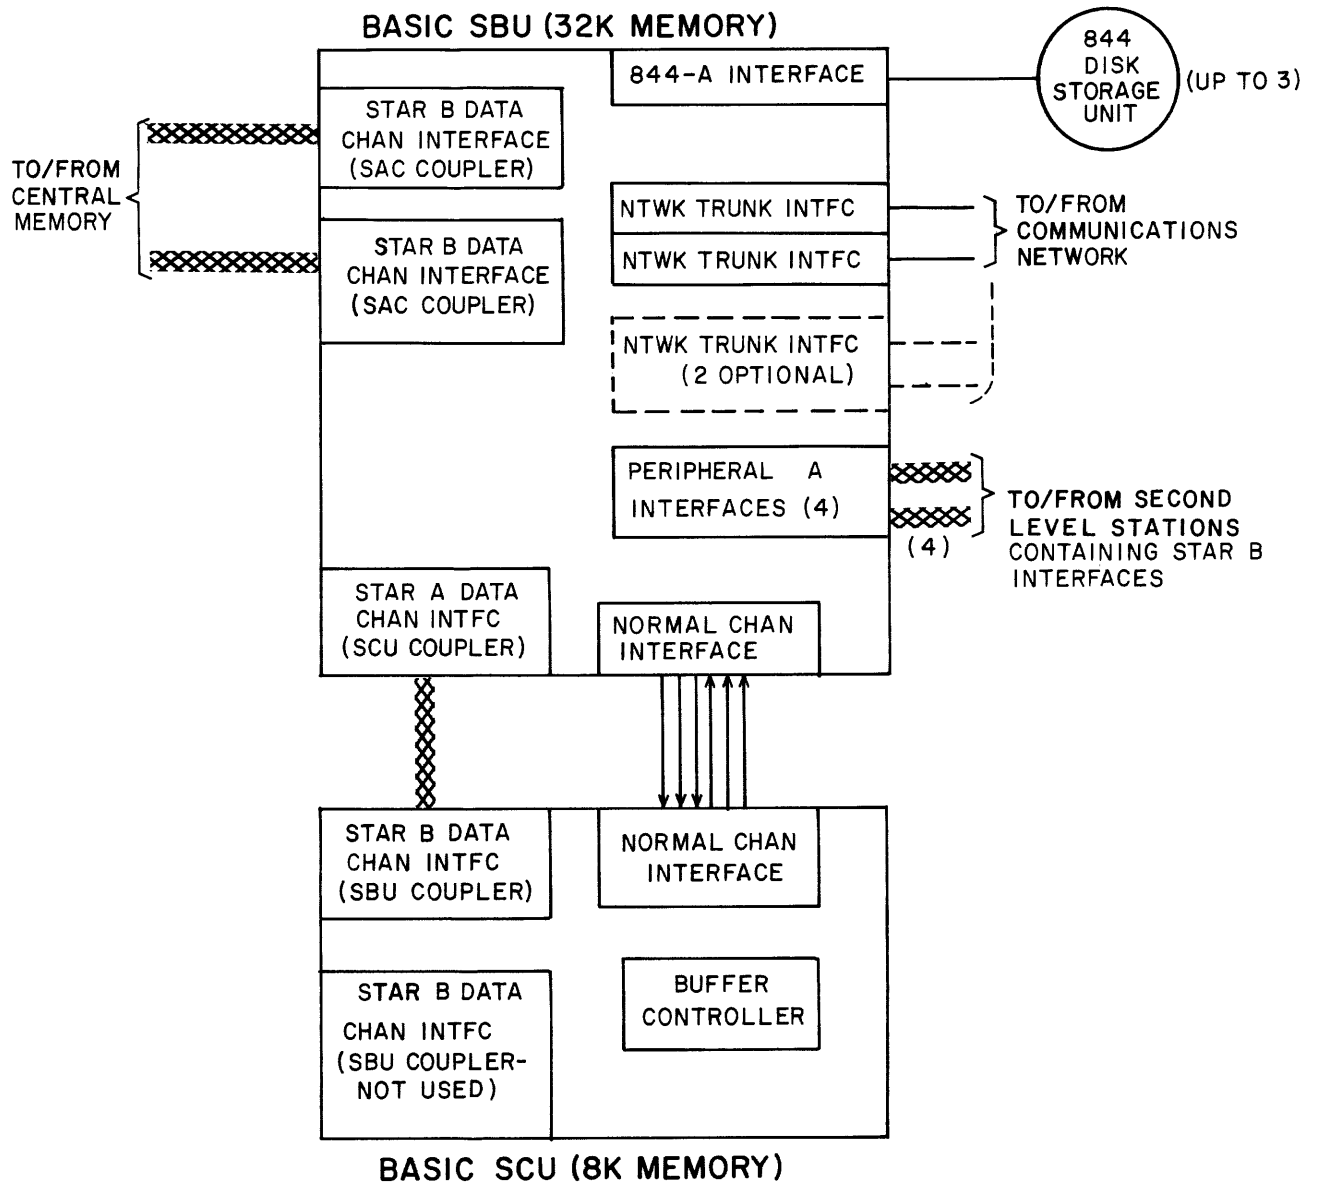 BASIC SBU (32K MEMORY)
844-A INTERFACE
844
DISK
STORAGE
UNIT
(UP TO 3)
STAR B DATA
CHAN INTERFACE
(SAC COUPLER)
TO/FROM
CENTRAL
MEMORY
STAR B DATA
CHAN INTERFACE
(SAC COUPLER)
NTWK TRUNK INTFC
NTWK TRUNK INTFC
TO/FROM
COMMUNICATIONS
NETWORK
NTWK TRUNK INTFC
(2 OPTIONAL)
PERIPHERAL A
INTERFACES (4)
(4)
TO/FROM SECOND
LEVEL STATIONS
CONTAINING STAR B
INTERFACES
STAR A DATA
CHAN INTFC
(SCU COUPLER)
NORMAL CHAN
INTERFACE
STAR B DATA
CHAN INTFC
(SBU COUPLER)
NORMAL CHAN
INTERFACE
STAR B DATA
CHAN INTFC
(SBU COUPLER-
NOT USED)
BUFFER
CONTROLLER
BASIC SCU (8K MEMORY)